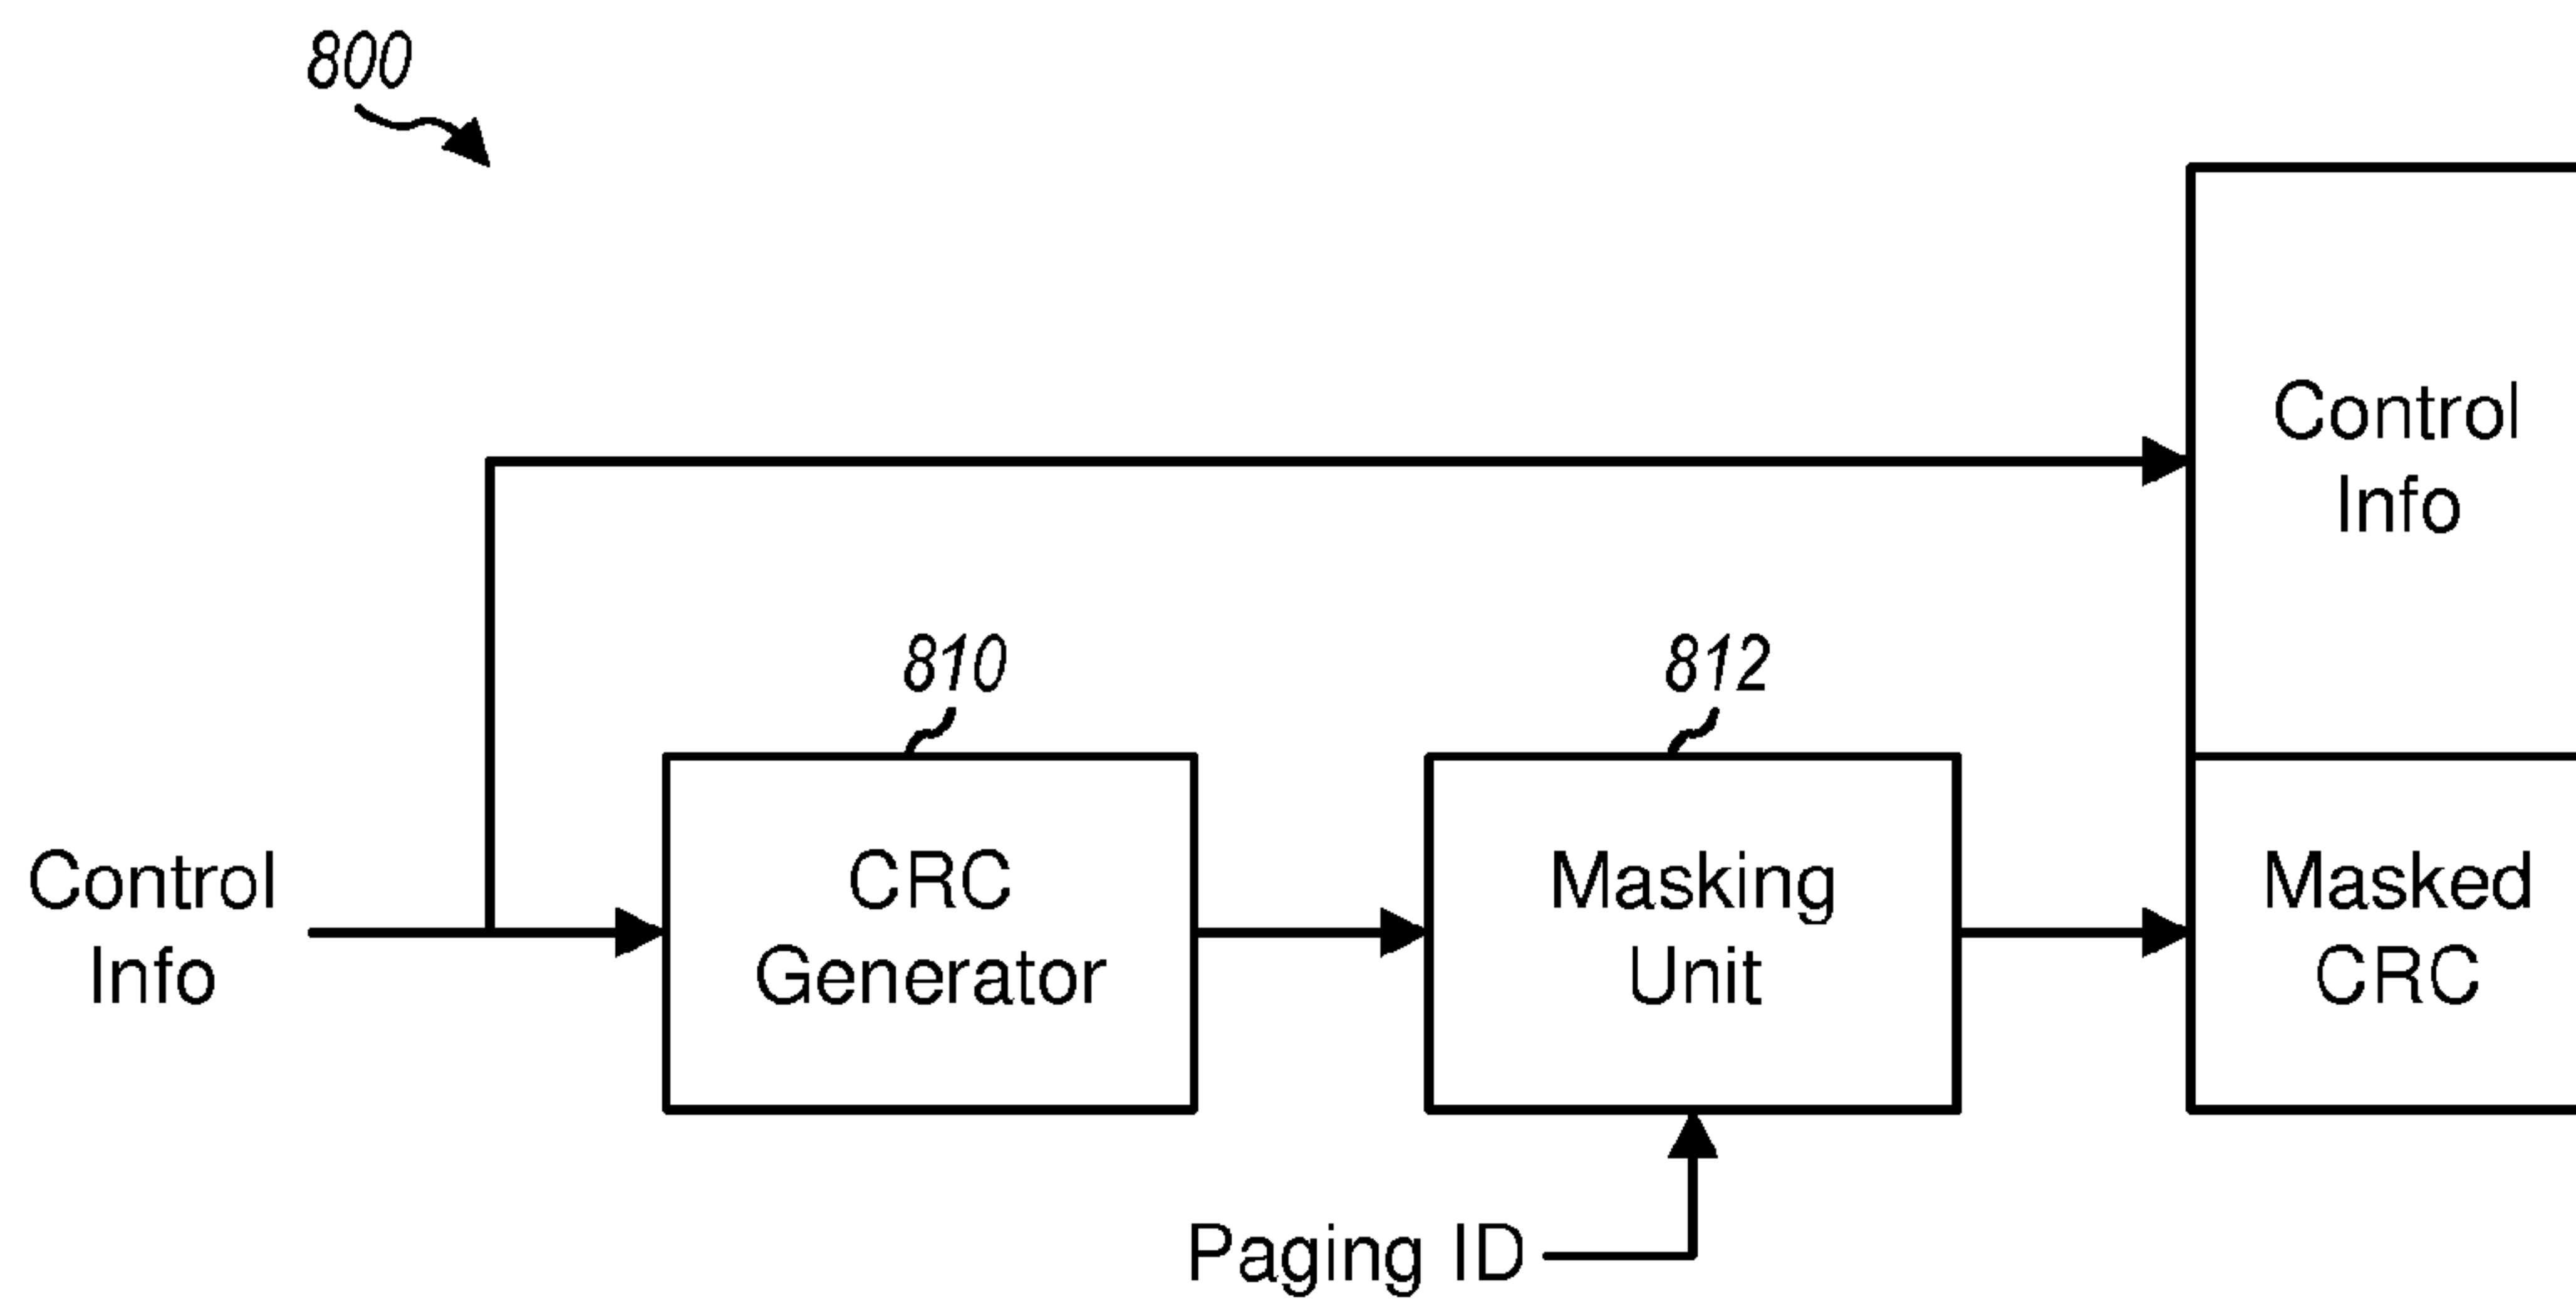 800
Control
Info
810
812
Control
Info
CRC
Generator
Masking
Unit
Masked
CRC
Paging ID